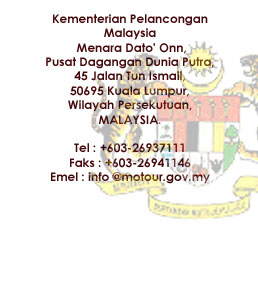 Kementerian Pelancongan
Malaysia
Menara Dato' Onn,
Pusat Dagangan Dunia Putra,
45 Jalan Tun Ismail,
50695 Kuala Lumpur,
Wilayah Persekutuan,
MALAYSIA.
Tel : +603-26937111
Faks : +603-26941146
Emel : info @motour.gov.my